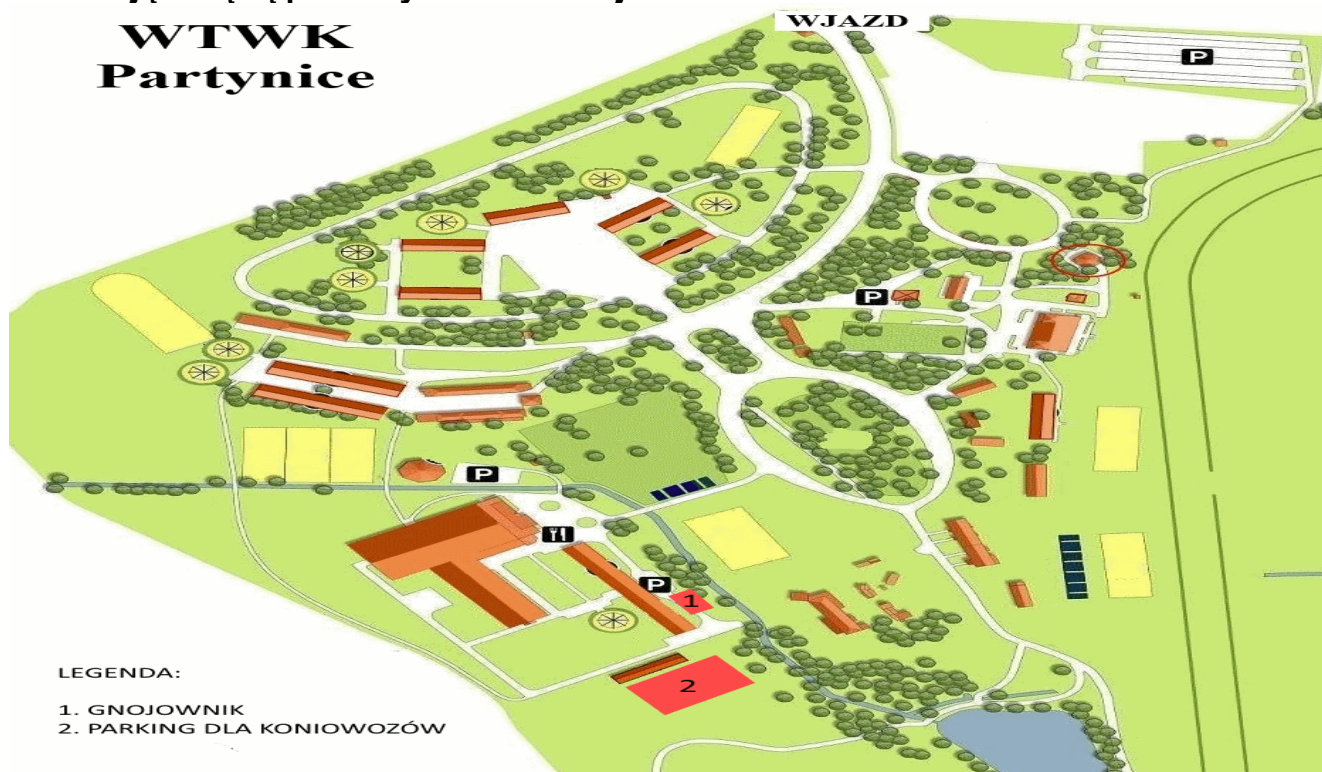 WTWK
Partynice
WJAZD
P
P
P
P
1
2
LEGENDA:
1. GNOJOWNIK
2. PARKING DLA KONIOWOZÓW